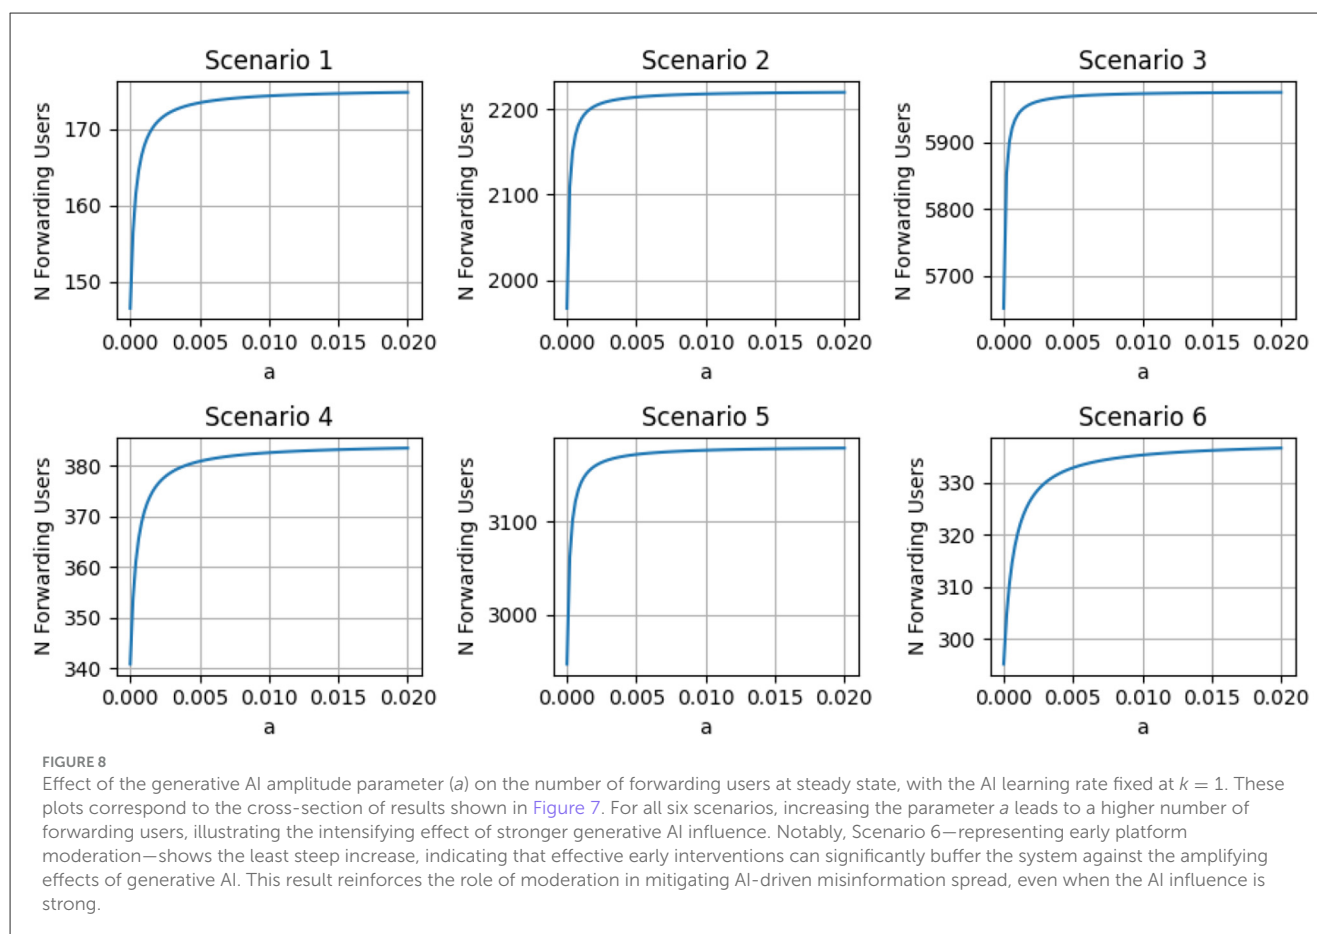 Scenario 1
N Forwarding Users
170
160
150
0.000 0.005 0.010 0.015 0.020
a
Scenario 2
N Forwarding Users
2200
2100
2000
0.000 0.005 0.010 0.015 0.020
a
Scenario 3
N Forwarding Users
5900
5800
5700
0.000 0.005 0.010 0.015 0.020
a
Scenario 4
N Forwarding Users
380
370
360
350
340
0.000 0.005 0.010 0.015 0.020
a
Scenario 5
N Forwarding Users
3100
3000
0.000 0.005 0.010 0.015 0.020
a
Scenario 6
N Forwarding Users
330
320
310
300
0.000 0.005 0.010 0.015 0.020
a
FIGURE 8
Effect of the generative AI amplitude parameter (a) on the number of forwarding users at steady state, with the AI learning rate fixed at k = 1. These
plots correspond to the cross-section of results shown in Figure 7. For all six scenarios, increasing the parameter a leads to a higher number of
forwarding users, illustrating the intensifying effect of stronger generative AI influence. Notably, Scenario 6—representing early platform
moderation—shows the least steep increase, indicating that effective early interventions can significantly buffer the system against the amplifying
effects of generative AI. This result reinforces the role of moderation in mitigating AI-driven misinformation spread, even when the AI influence is
strong.